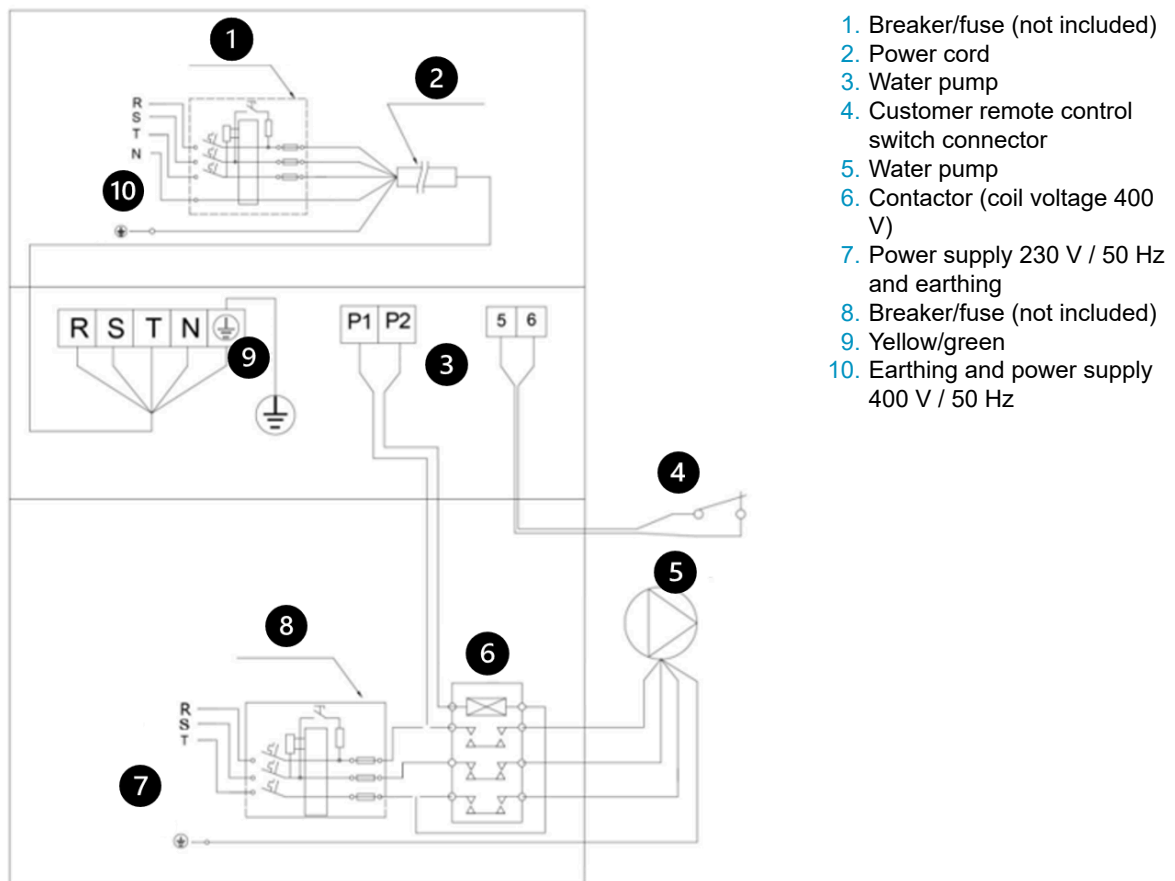 1
2
R
S
T
N
10
R S T N
9
P1 P2
3
5 6
4
5
8
6
R
S
T
7
1. Breaker/fuse (not included)
2. Power cord
3. Water pump
4. Customer remote control
switch connector
5. Water pump
6. Contactor (coil voltage 400
V)
7. Power supply 230 V / 50 Hz
and earthing
8. Breaker/fuse (not included)
9. Yellow/green
10. Earthing and power supply
400 V / 50 Hz